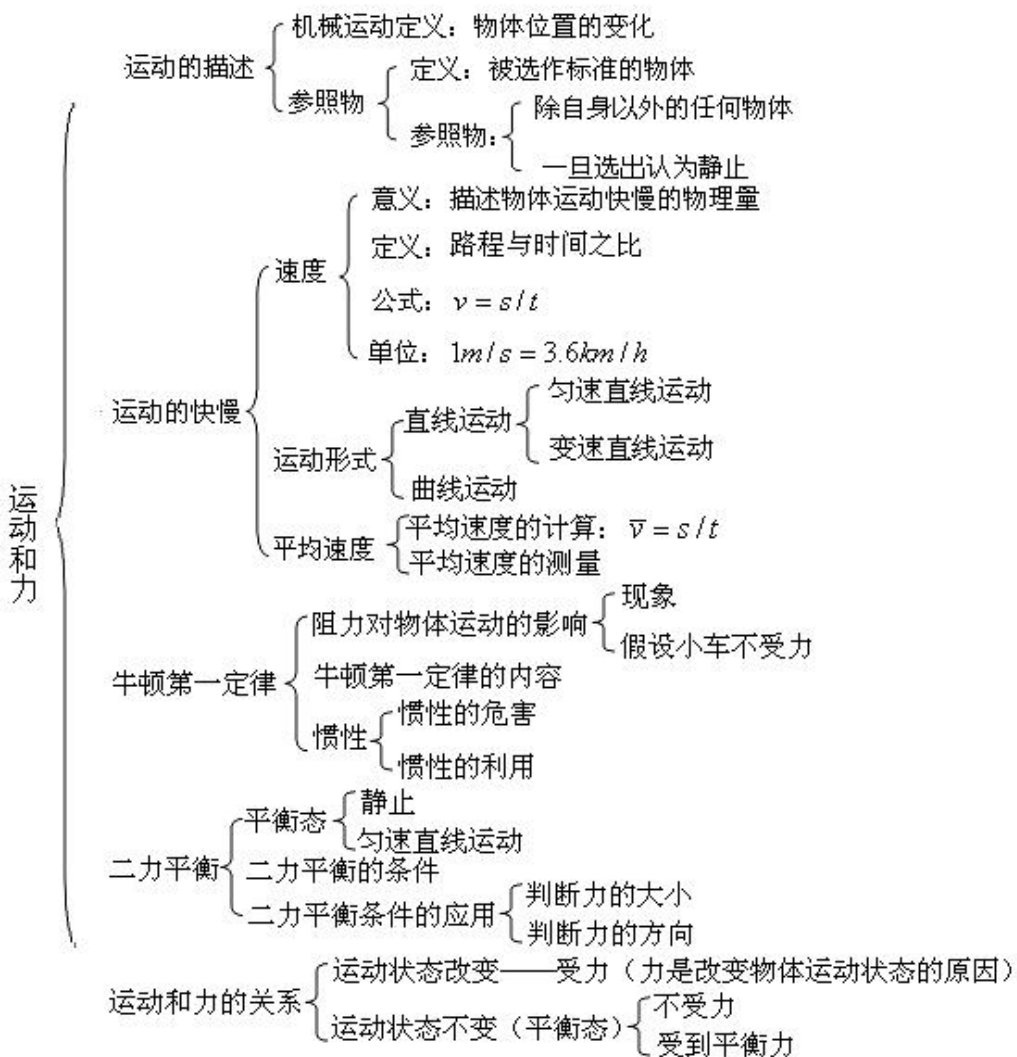 运动和力
运动的描述
机械运动定义：物体位置的变化
参照物
定义：被选作标准的物体
参照物：
除自身以外的任何物体
一旦选出认为静止
运动的快慢
速度
意义：描述物体运动快慢的物理量
定义：路程与时间之比
公式：v = s / t
单位：1m / s = 3.6km / h
运动形式
直线运动
匀速直线运动
变速直线运动
曲线运动
平均速度
平均速度的计算：v̅ = s / t
平均速度的测量
牛顿第一定律
阻力对物体运动的影响
现象
假设小车不受力
牛顿第一定律的内容
惯性
惯性的危害
惯性的利用
二力平衡
平衡态
静止
匀速直线运动
二力平衡的条件
二力平衡条件的应用
判断力的大小
判断力的方向
运动和力的关系
运动状态改变——受力（力是改变物体运动状态的原因）
运动状态不变（平衡态）
不受力
受到平衡力